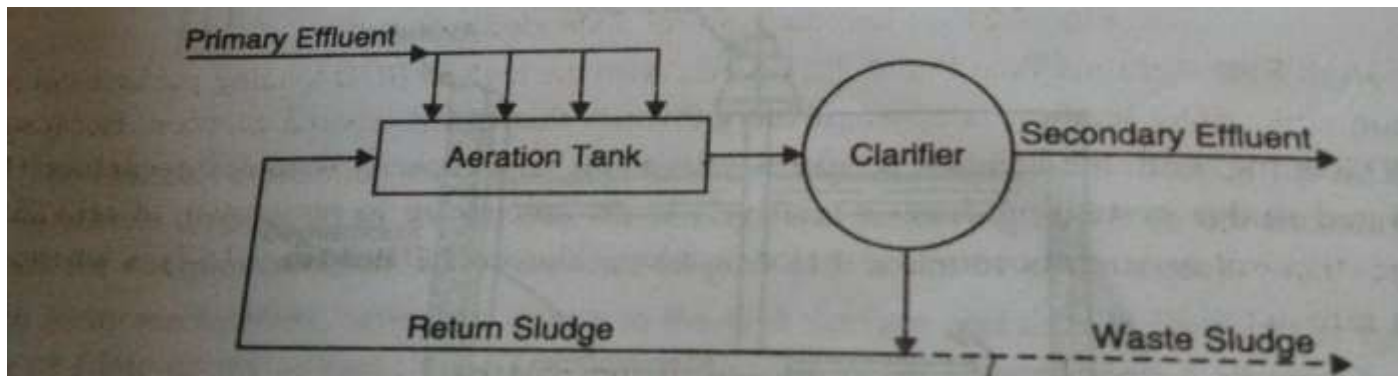 Primary Effluent
Aeration Tank
Clarifier
Secondary Effluent
Return Sludge
Waste Sludge